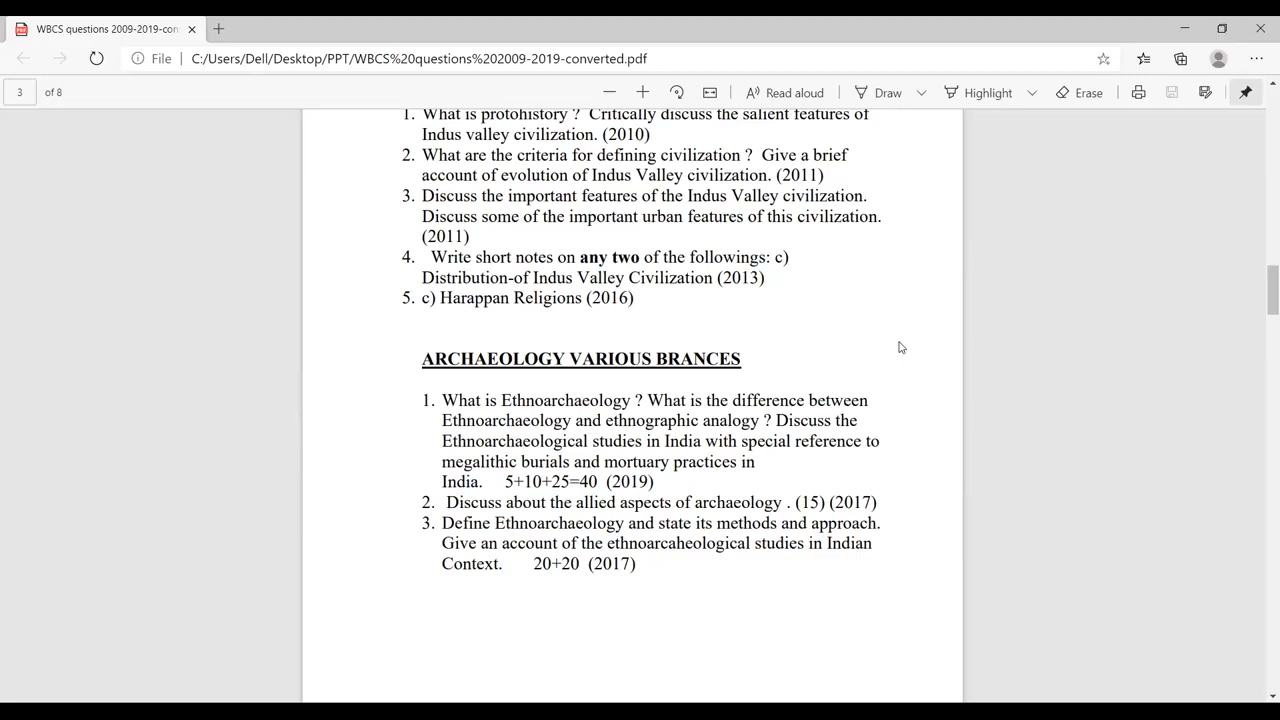 WBCS questions 2009-2019-con
File
C:/Users/Dell/Desktop/PPT/WBCS%20questions%202009-2019-converted.pdf
3 of 8
Read aloud
Draw
Highlight
Erase
1. What is protohistory ? Critically discuss the salient features of
Indus valley civilization. (2010)
2. What are the criteria for defining civilization ? Give a brief
account of evolution of Indus Valley civilization. (2011)
3. Discuss the important features of the Indus Valley civilization.
Discuss some of the important urban features of this civilization.
(2011)
4. Write short notes on any two of the followings: c)
Distribution-of Indus Valley Civilization (2013)
5. c) Harappan Religions (2016)
ARCHAEOLOGY VARIOUS BRANCES
1. What is Ethnoarchaeology ? What is the difference between
Ethnoarchaeology and ethnographic analogy ? Discuss the
Ethnoarchaeological studies in India with special reference to
megalithic burials and mortuary practices in
India. 5+10+25=40 (2019)
2. Discuss about the allied aspects of archaeology . (15) (2017)
3. Define Ethnoarchaeology and state its methods and approach.
Give an account of the ethnoarcaheological studies in Indian
Context. 20+20 (2017)